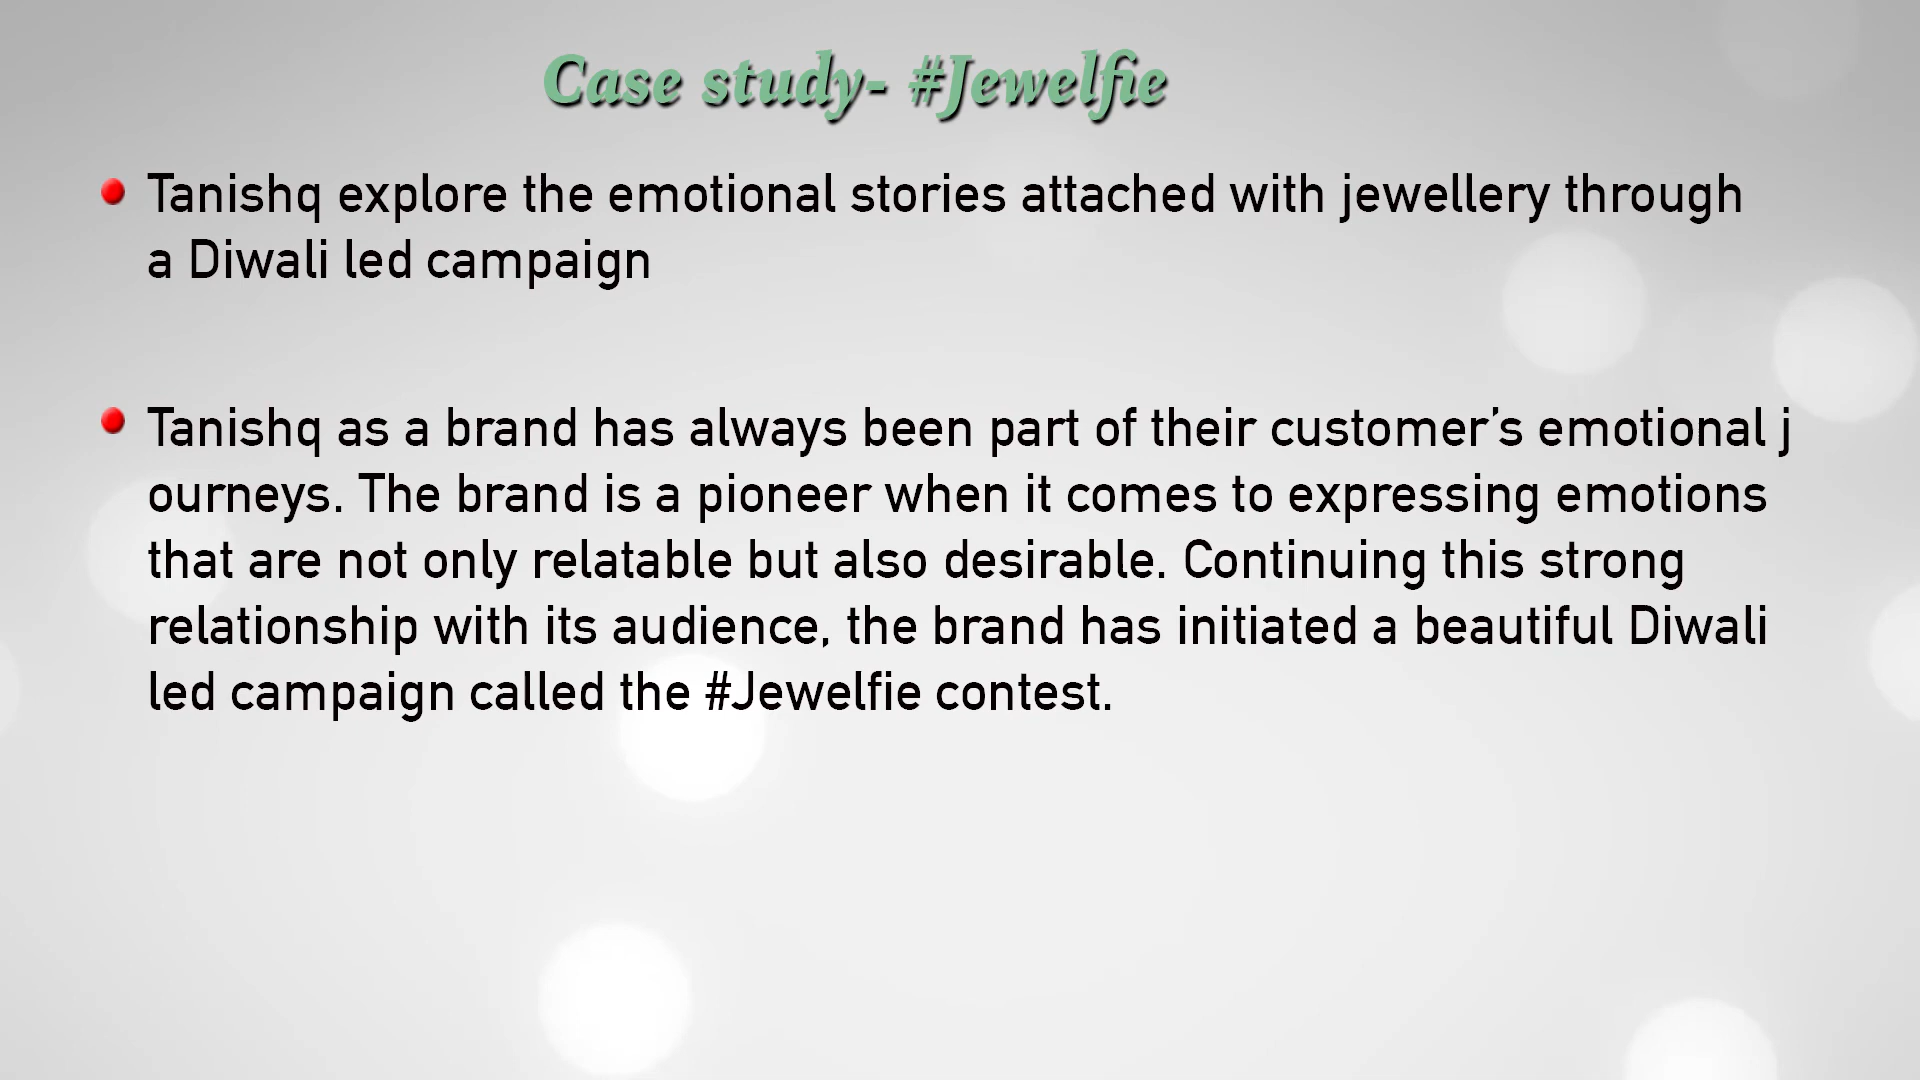 Case study- #Jewelfie
Tanishq explore the emotional stories attached with jewellery through
a Diwali led campaign
Tanishq as a brand has always been part of their customer’s emotional j
ourneys. The brand is a pioneer when it comes to expressing emotions
that are not only relatable but also desirable. Continuing this strong
relationship with its audience, the brand has initiated a beautiful Diwali
led campaign called the #Jewelfie contest.